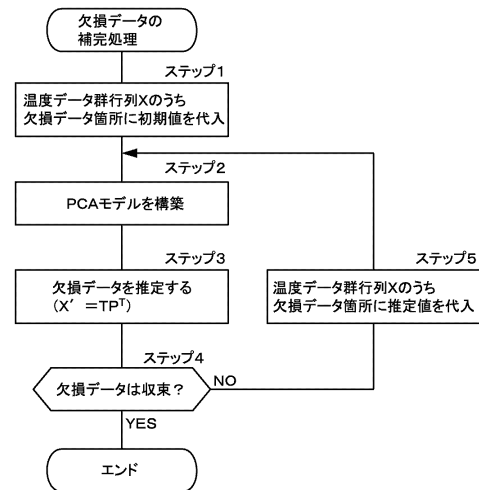 欠損データの
補完処理
ステップ1
温度データ群行列Xのうち
欠損データ箇所に初期値を代入
ステップ2
PCAモデルを構築
ステップ3
欠損データを推定する
(X′=TPᵀ)
ステップ5
温度データ群行列Xのうち
欠損データ箇所に推定値を代入
ステップ4
欠損データは収束?
NO
YES
エンド